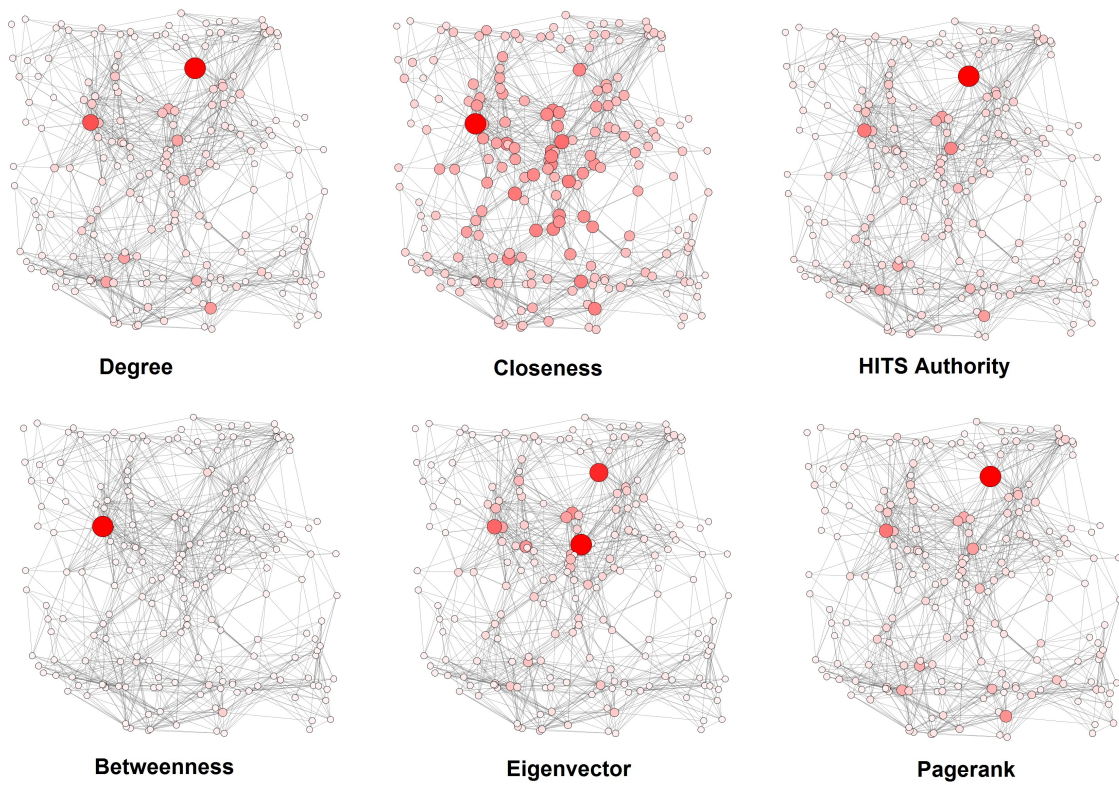 Degree
Closeness
HITS Authority
Betweenness
Eigenvector
Pagerank